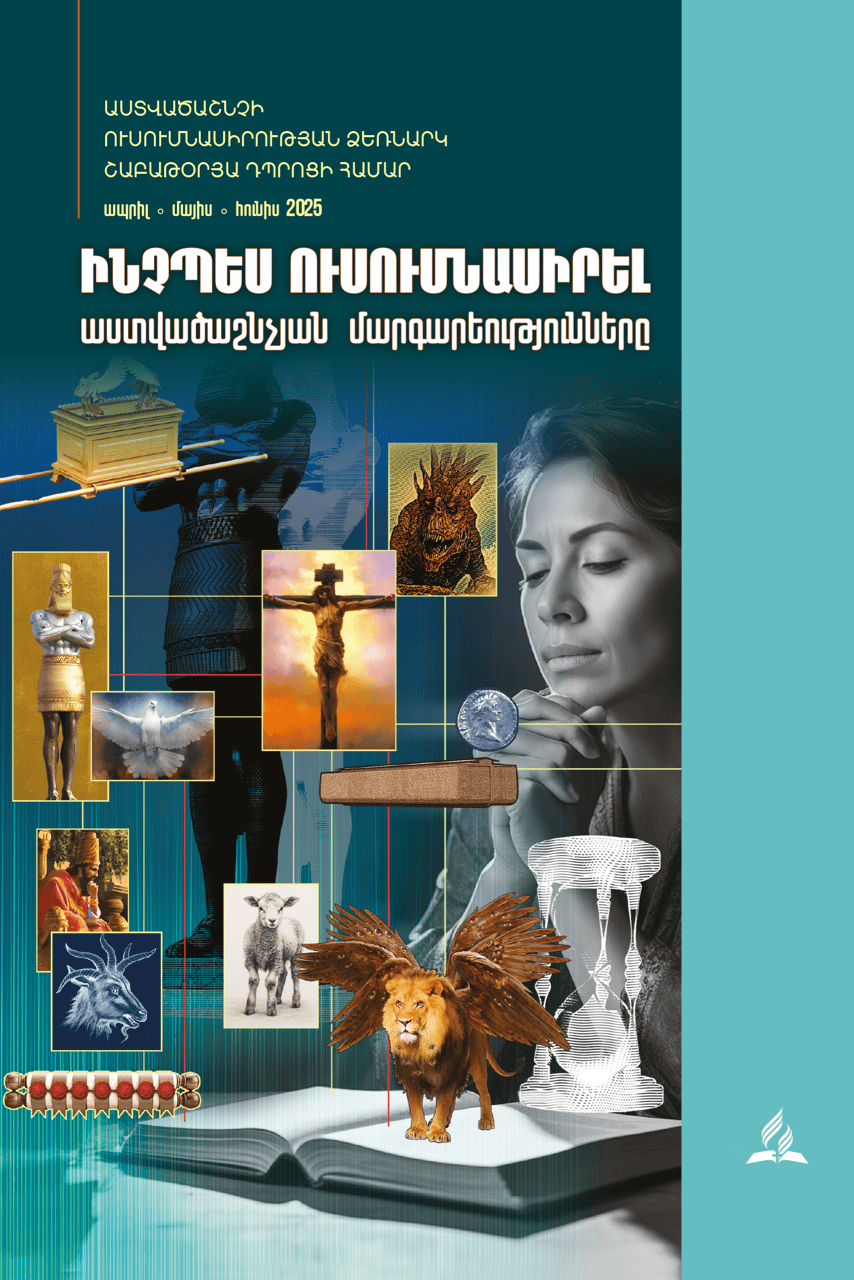 ԱՍՏՎԱԾԱՇՆՉԻ
ՈՒՍՈՒՄՆԱՍԻՐՈՒԹՅԱՆ ՁԵՌՆԱՐԿ
ՇԱԲԱԹՕՐՅԱ ԴՊՐՈՑԻ ՀԱՄԱՐ
ապրիլ ∘ մայիս ∘ հունիս 2025
ԻՆՉՊԵՍ ՈՒՍՈՒՄՆԱՍԻՐԵԼ
աստվածաշնչյան մարգարեությունները